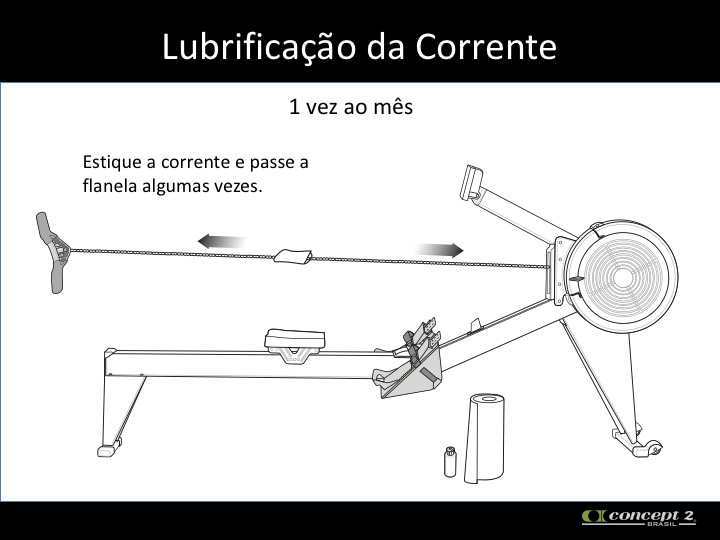 Lubrificação da Corrente
1 vez ao mês
Estique a corrente e passe a
flanela algumas vezes.
concept 2
BRASIL